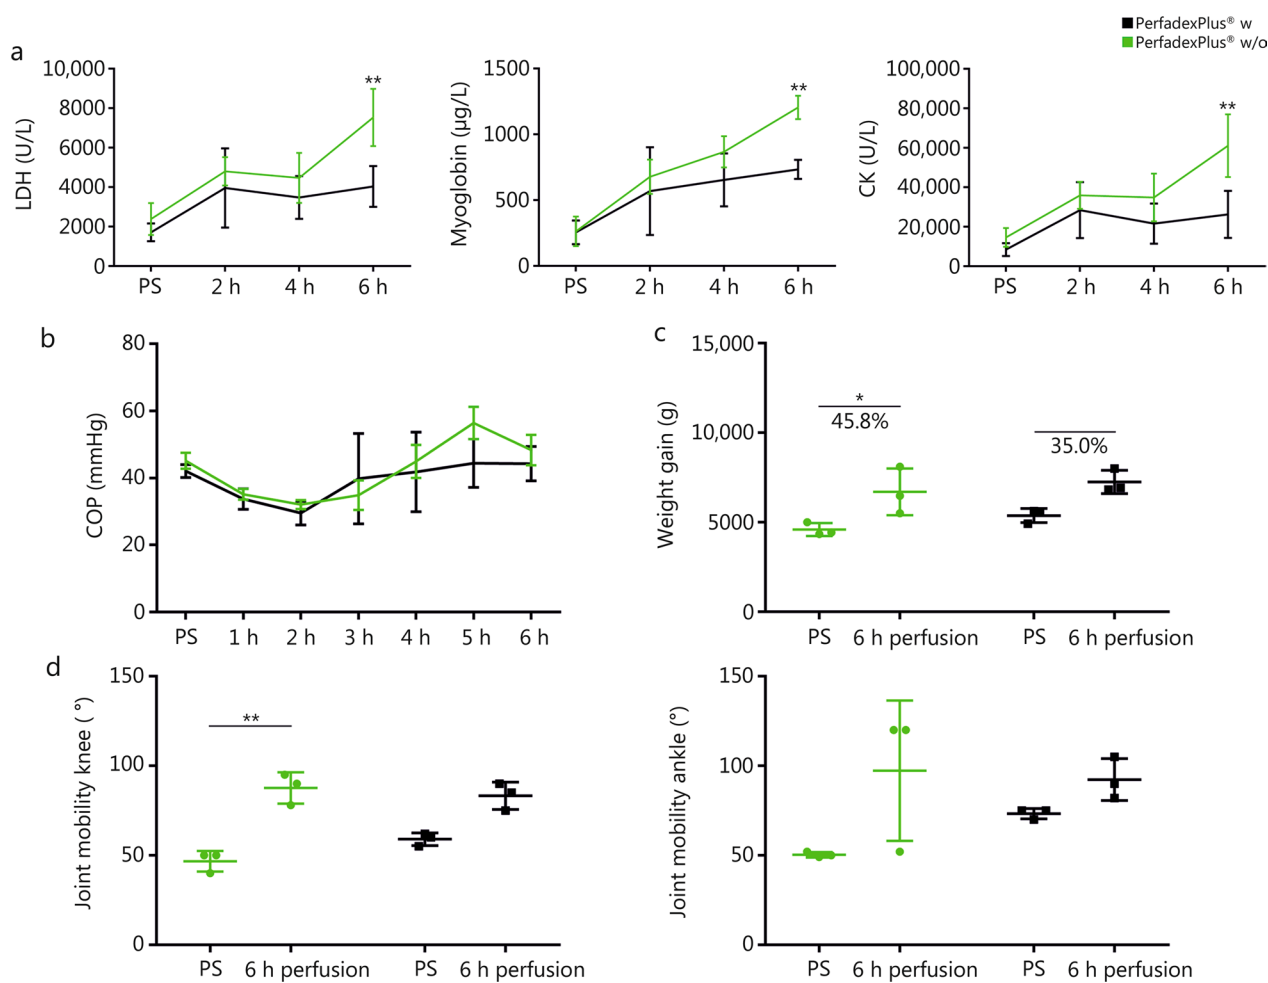 PerfadexPlus® w
PerfadexPlus® w/o
a
LDH (U/L)
10,000
8000
6000
4000
2000
0
**
PS 2 h 4 h 6 h
Myoglobin (µg/L)
1500
1000
500
0
**
PS 2 h 4 h 6 h
CK (U/L)
100,000
80,000
60,000
40,000
20,000
0
**
PS 2 h 4 h 6 h
b
COP (mmHg)
80
60
40
20
0
PS 1 h 2 h 3 h 4 h 5 h 6 h
c
Weight gain (g)
15,000
10,000
5000
0
*
45.8%
35.0%
PS 6 h perfusion PS 6 h perfusion
d
Joint mobility knee ( °)
150
100
50
0
**
PS 6 h perfusion PS 6 h perfusion
Joint mobility ankle (°)
150
100
50
0
PS 6 h perfusion PS 6 h perfusion